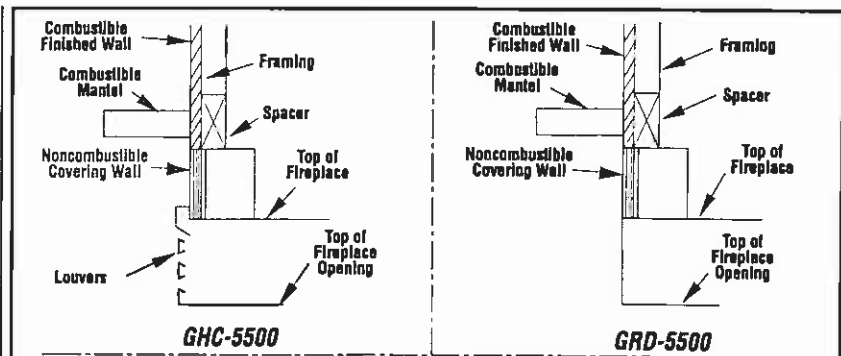 Combustible
Finished Wall
Framing
Combustible
Mantel
Spacer
Noncombustible
Covering Wall
Top of
Fireplace
Top of
Fireplace
Opening
Louvers
GHC-5500
Combustible
Finished Wall
Framing
Combustible
Mantel
Spacer
Noncombustible
Covering Wall
Top of
Fireplace
Top of
Fireplace
Opening
GRD-5500